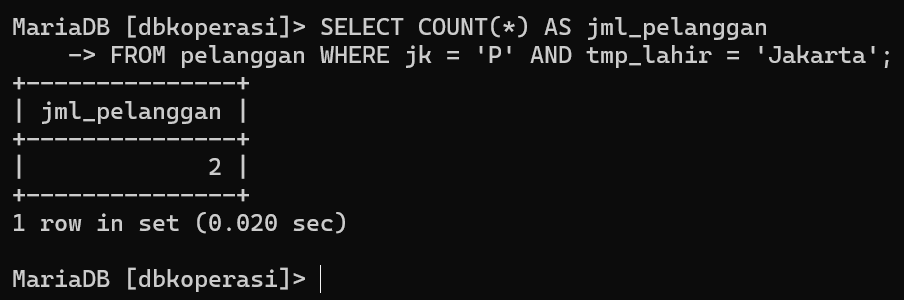 MariaDB [dbkoperasi]> SELECT COUNT(*) AS jml_pelanggan
    -> FROM pelanggan WHERE jk = 'P' AND tmp_lahir = 'Jakarta';
+---------------+
| jml_pelanggan |
+---------------+
|             2 |
+---------------+
1 row in set (0.020 sec)
MariaDB [dbkoperasi]>